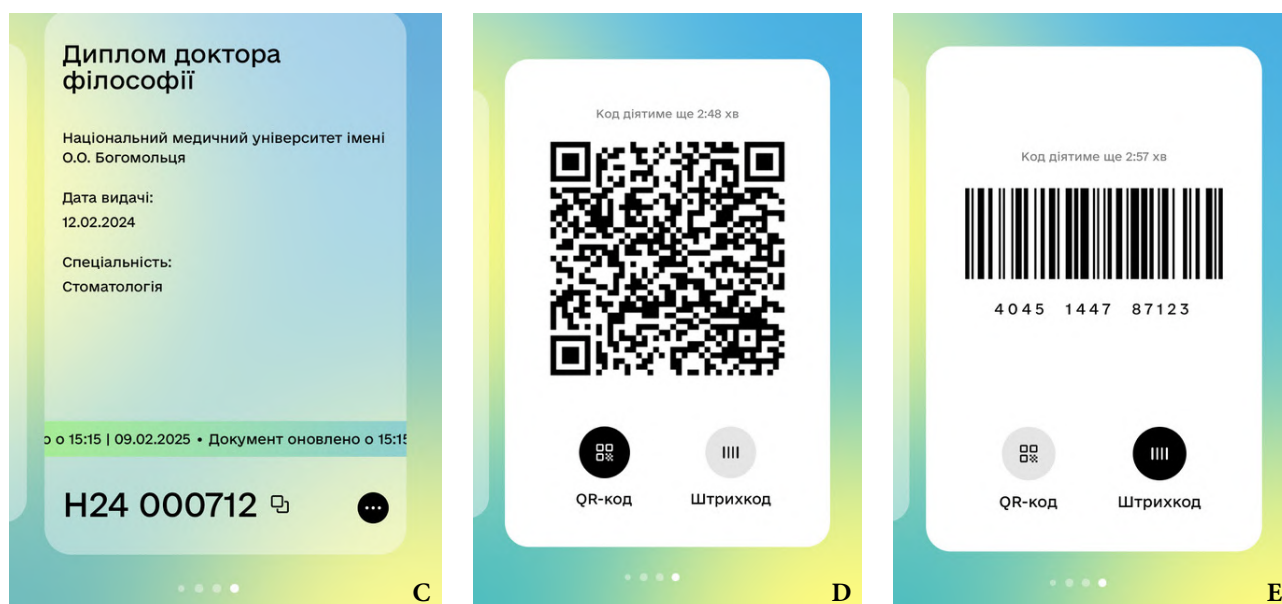 Диплом доктора
філософії
Національний медичний університет імені
О.О. Богомольця
Дата видачі:
12.02.2024
Спеціальність:
Стоматологія
о 15:15 | 09.02.2025 • Документ оновлено о 15:15
H24 000712
C
Код діятиме ще 2:48 хв
QR-код
Штрихкод
D
Код діятиме ще 2:57 хв
4045 1447 87123
QR-код
Штрихкод
E